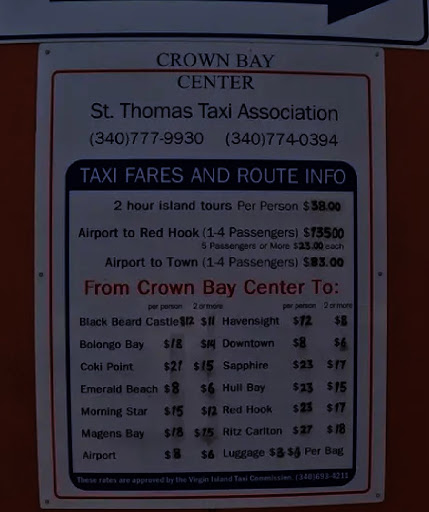 CROWN BAY
CENTER
St. Thomas Taxi Association
(340)777-9930 (340)774-0394
TAXI FARES AND ROUTE INFO
2 hour island tours Per Person $38.00
Airport to Red Hook (1-4 Passengers)
5 Passengers or More $23.00 each
Airport to Town (1-4 Passengers)
From Crown Bay Center To:
per person 2 or more per person 2 or more
Black Beard Castle $12 $11 Havensight $12 $8
Bolongo Bay $18 $14 Downtown $8 $6
Coki Point $21 $15 Sapphire $23 $17
Emerald Beach $8 $6 Hull Bay $23 $15
Morning Star $15 $12 Red Hook $23 $17
Magens Bay $18 $15 Ritz Carlton $27 $18
Airport $8 $6 Luggage Per Bag
These rates are approved by the Virgin Island Taxi Commission. (340)693-4211